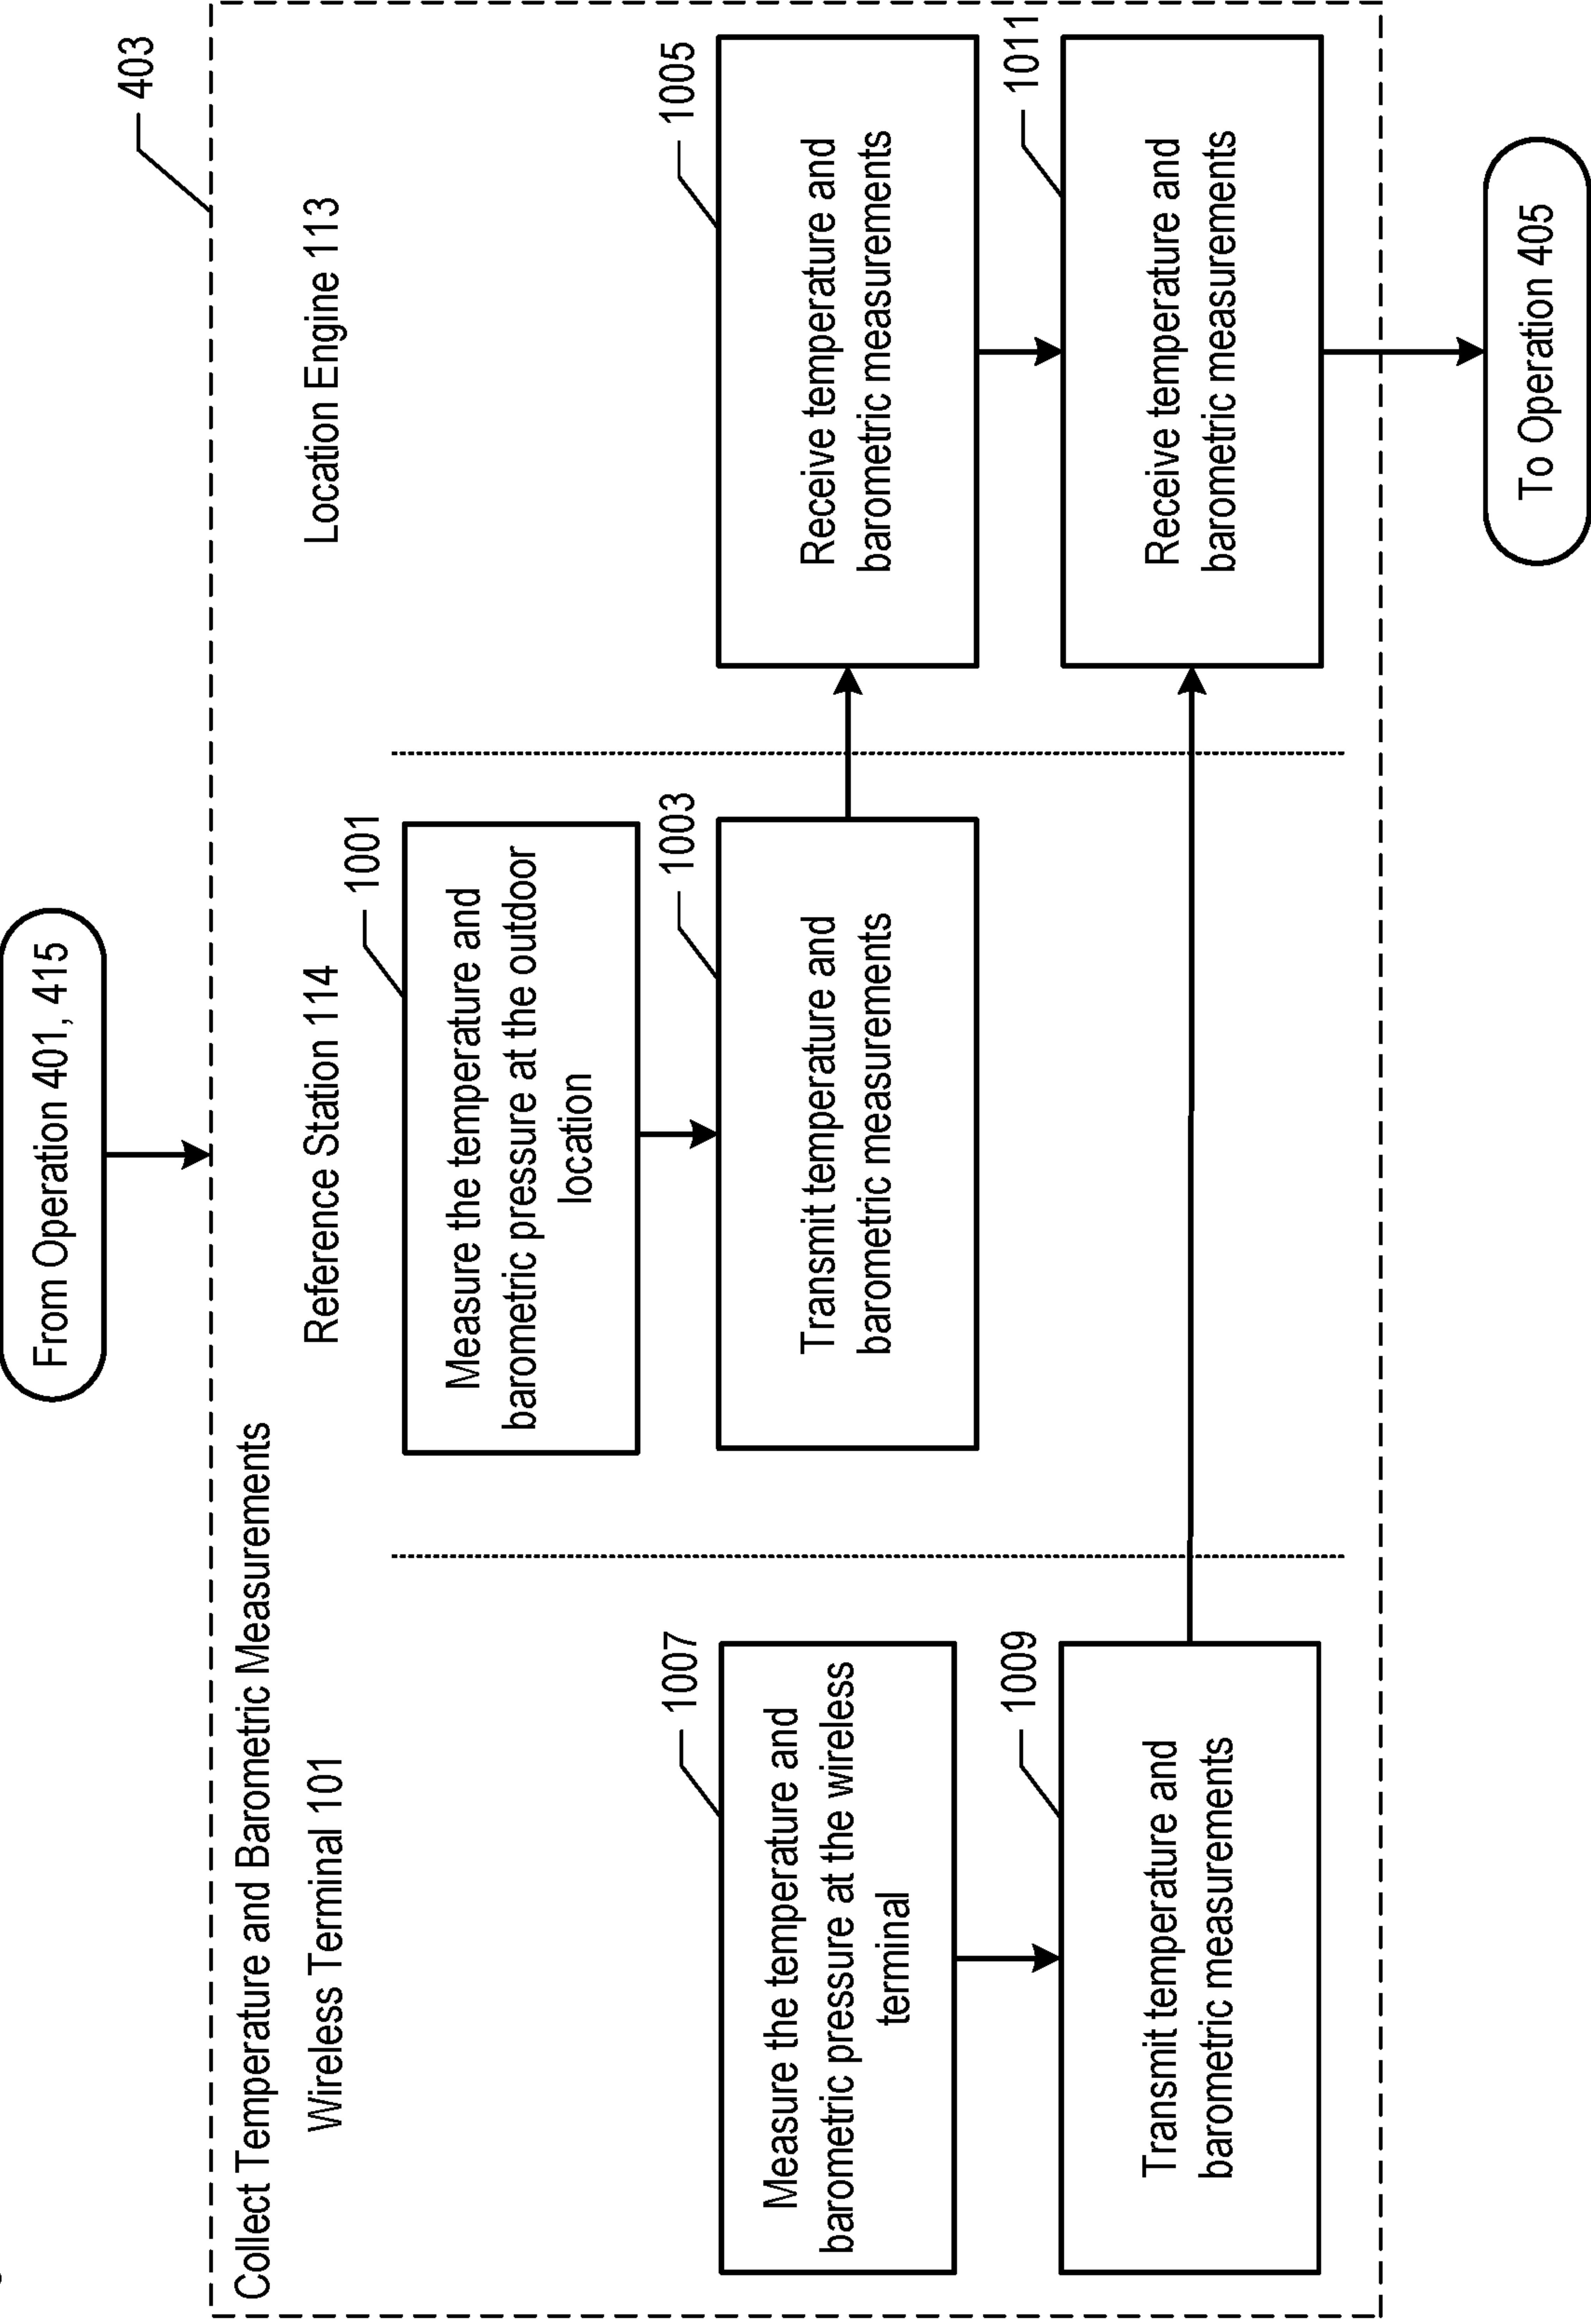 From Operation 401, 415
403
Collect Temperature and Barometric Measurements
Wireless Terminal 101
Reference Station 114
Location Engine 113
1001
Measure the temperature and
barometric pressure at the outdoor
location
1007
Measure the temperature and
barometric pressure at the wireless
terminal
1003
Transmit temperature and
barometric measurements
1005
Receive temperature and
barometric measurements
1009
Transmit temperature and
barometric measurements
1011
Receive temperature and
barometric measurements
To Operation 405